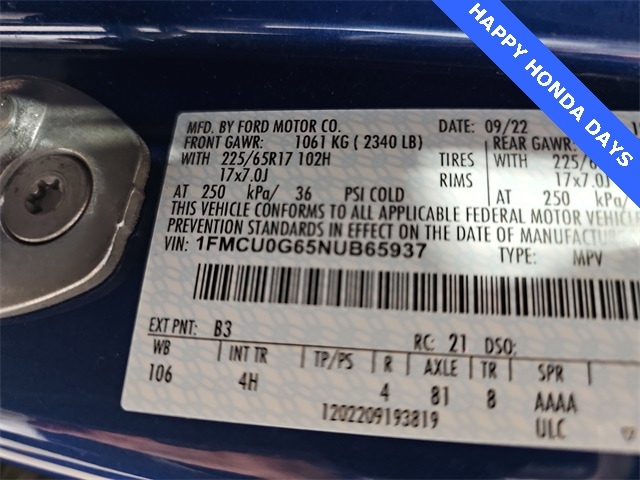 HAPPY HONDA DAYS
MFD. BY FORD MOTOR CO.
DATE: 09/22
FRONT GAWR: 1061 KG ( 2340 LB)
REAR GAWR:
WITH 225/65R17 102H TIRES WITH
17x7.0J RIMS 17x7.0J
AT 250 kPa/ 36 PSI COLD AT 250 kPa/
THIS VEHICLE CONFORMS TO ALL APPLICABLE FEDERAL MOTOR VEHICLE
PREVENTION STANDARDS IN EFFECT ON THE DATE OF
VIN: 1FMCU0G65NUB65937
TYPE: MPV
EXT PNT: B3 RC: 21 DSO:
WB INT TR TP/PS R AXLE TR SPR
106 4H 4 81 8 AAAA
1202209193819 ULC